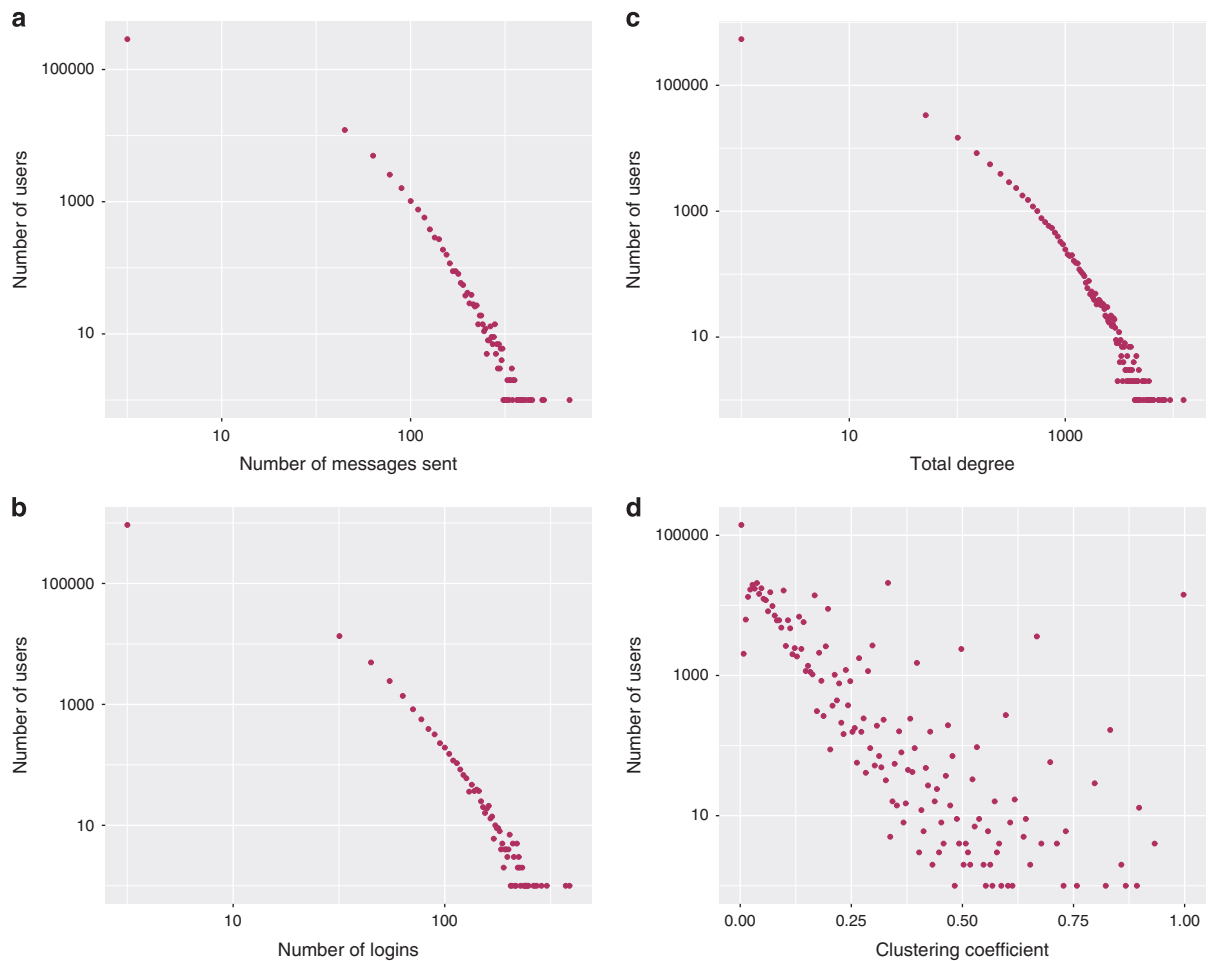 a
Number of users
100000
1000
10
10
100
Number of messages sent
b
Number of users
100000
1000
10
10
100
Number of logins
c
Number of users
100000
1000
10
10
1000
Total degree
d
Number of users
100000
1000
10
0.00
0.25
0.50
0.75
1.00
Clustering coefficient